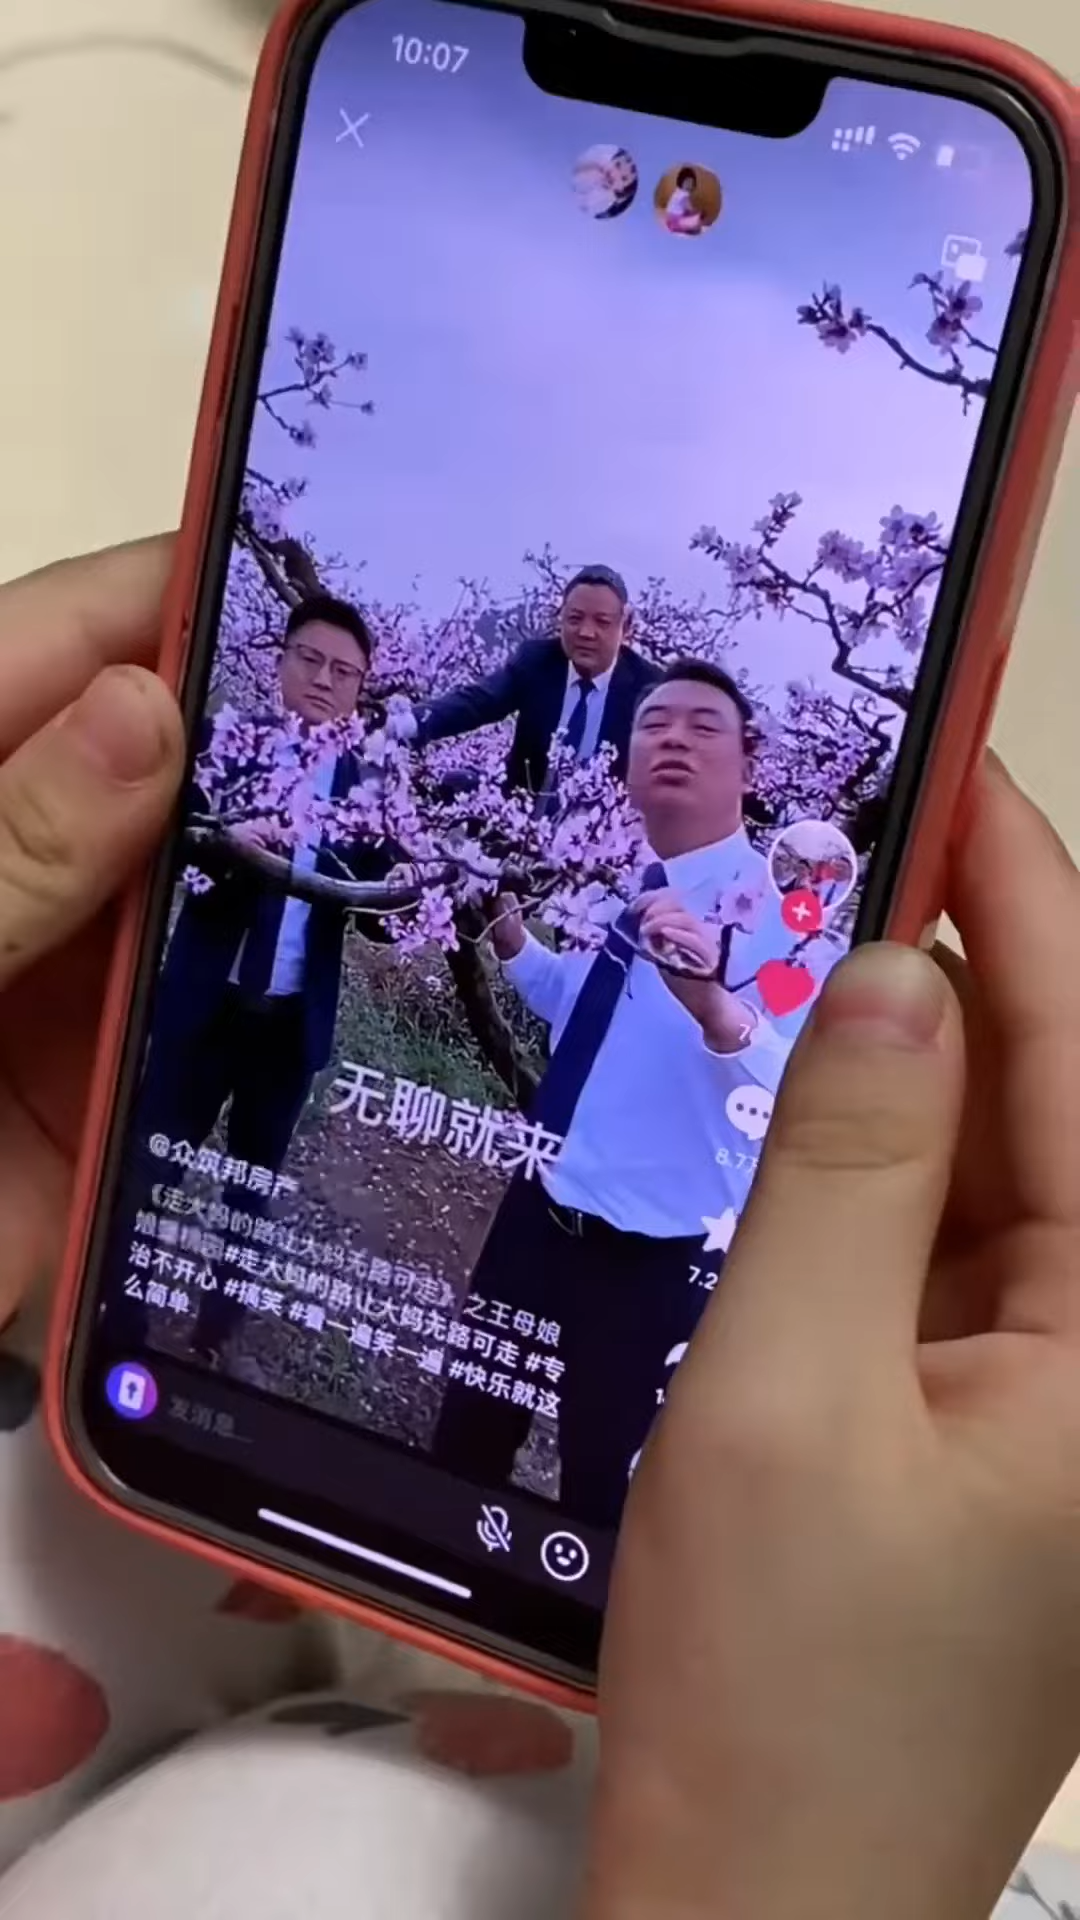 10:07
7
8.7万
7.2
无聊就来
@众筑邦房产
《走大妈的路让大妈无路可走》之王母娘
娘#走大妈的路让大妈无路可走 #专
治不开心 #搞笑 #看一遍笑一遍 #快乐就这
么简单
发消息...